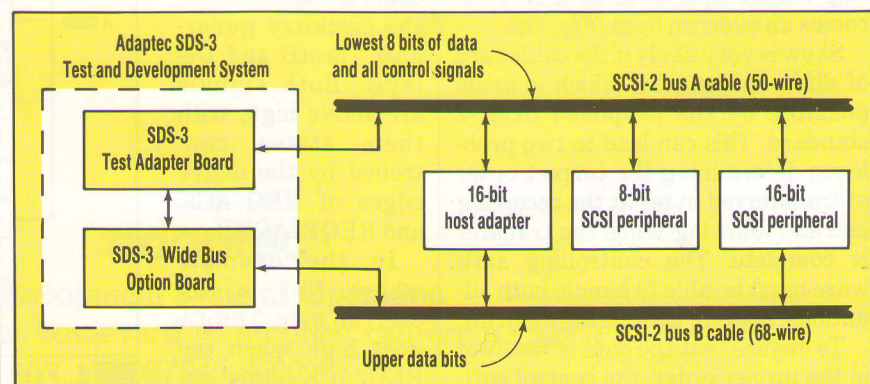 Adaptec SDS-3
Test and Development System
SDS-3
Test Adapter Board
SDS-3 Wide Bus
Option Board
Lowest 8 bits of data
and all control signals
SCSI-2 bus A cable (50-wire)
16-bit
host adapter
8-bit
SCSI peripheral
16-bit
SCSI peripheral
SCSI-2 bus B cable (68-wire)
Upper data bits